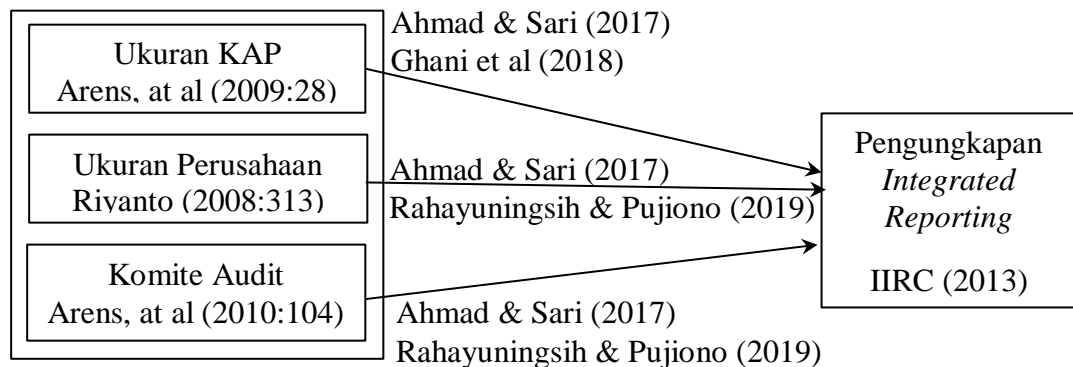 Ukuran KAP
Arens, at al (2009:28)
Ahmad & Sari (2017)
Ghani et al (2018)
Ukuran Perusahaan
Riyanto (2008:313)
Ahmad & Sari (2017)
Rahayuningsih & Pujiono (2019)
Komite Audit
Arens, at al (2010:104)
Ahmad & Sari (2017)
Rahayuningsih & Pujiono (2019)
Pengungkapan
Integrated
Reporting
IIRC (2013)